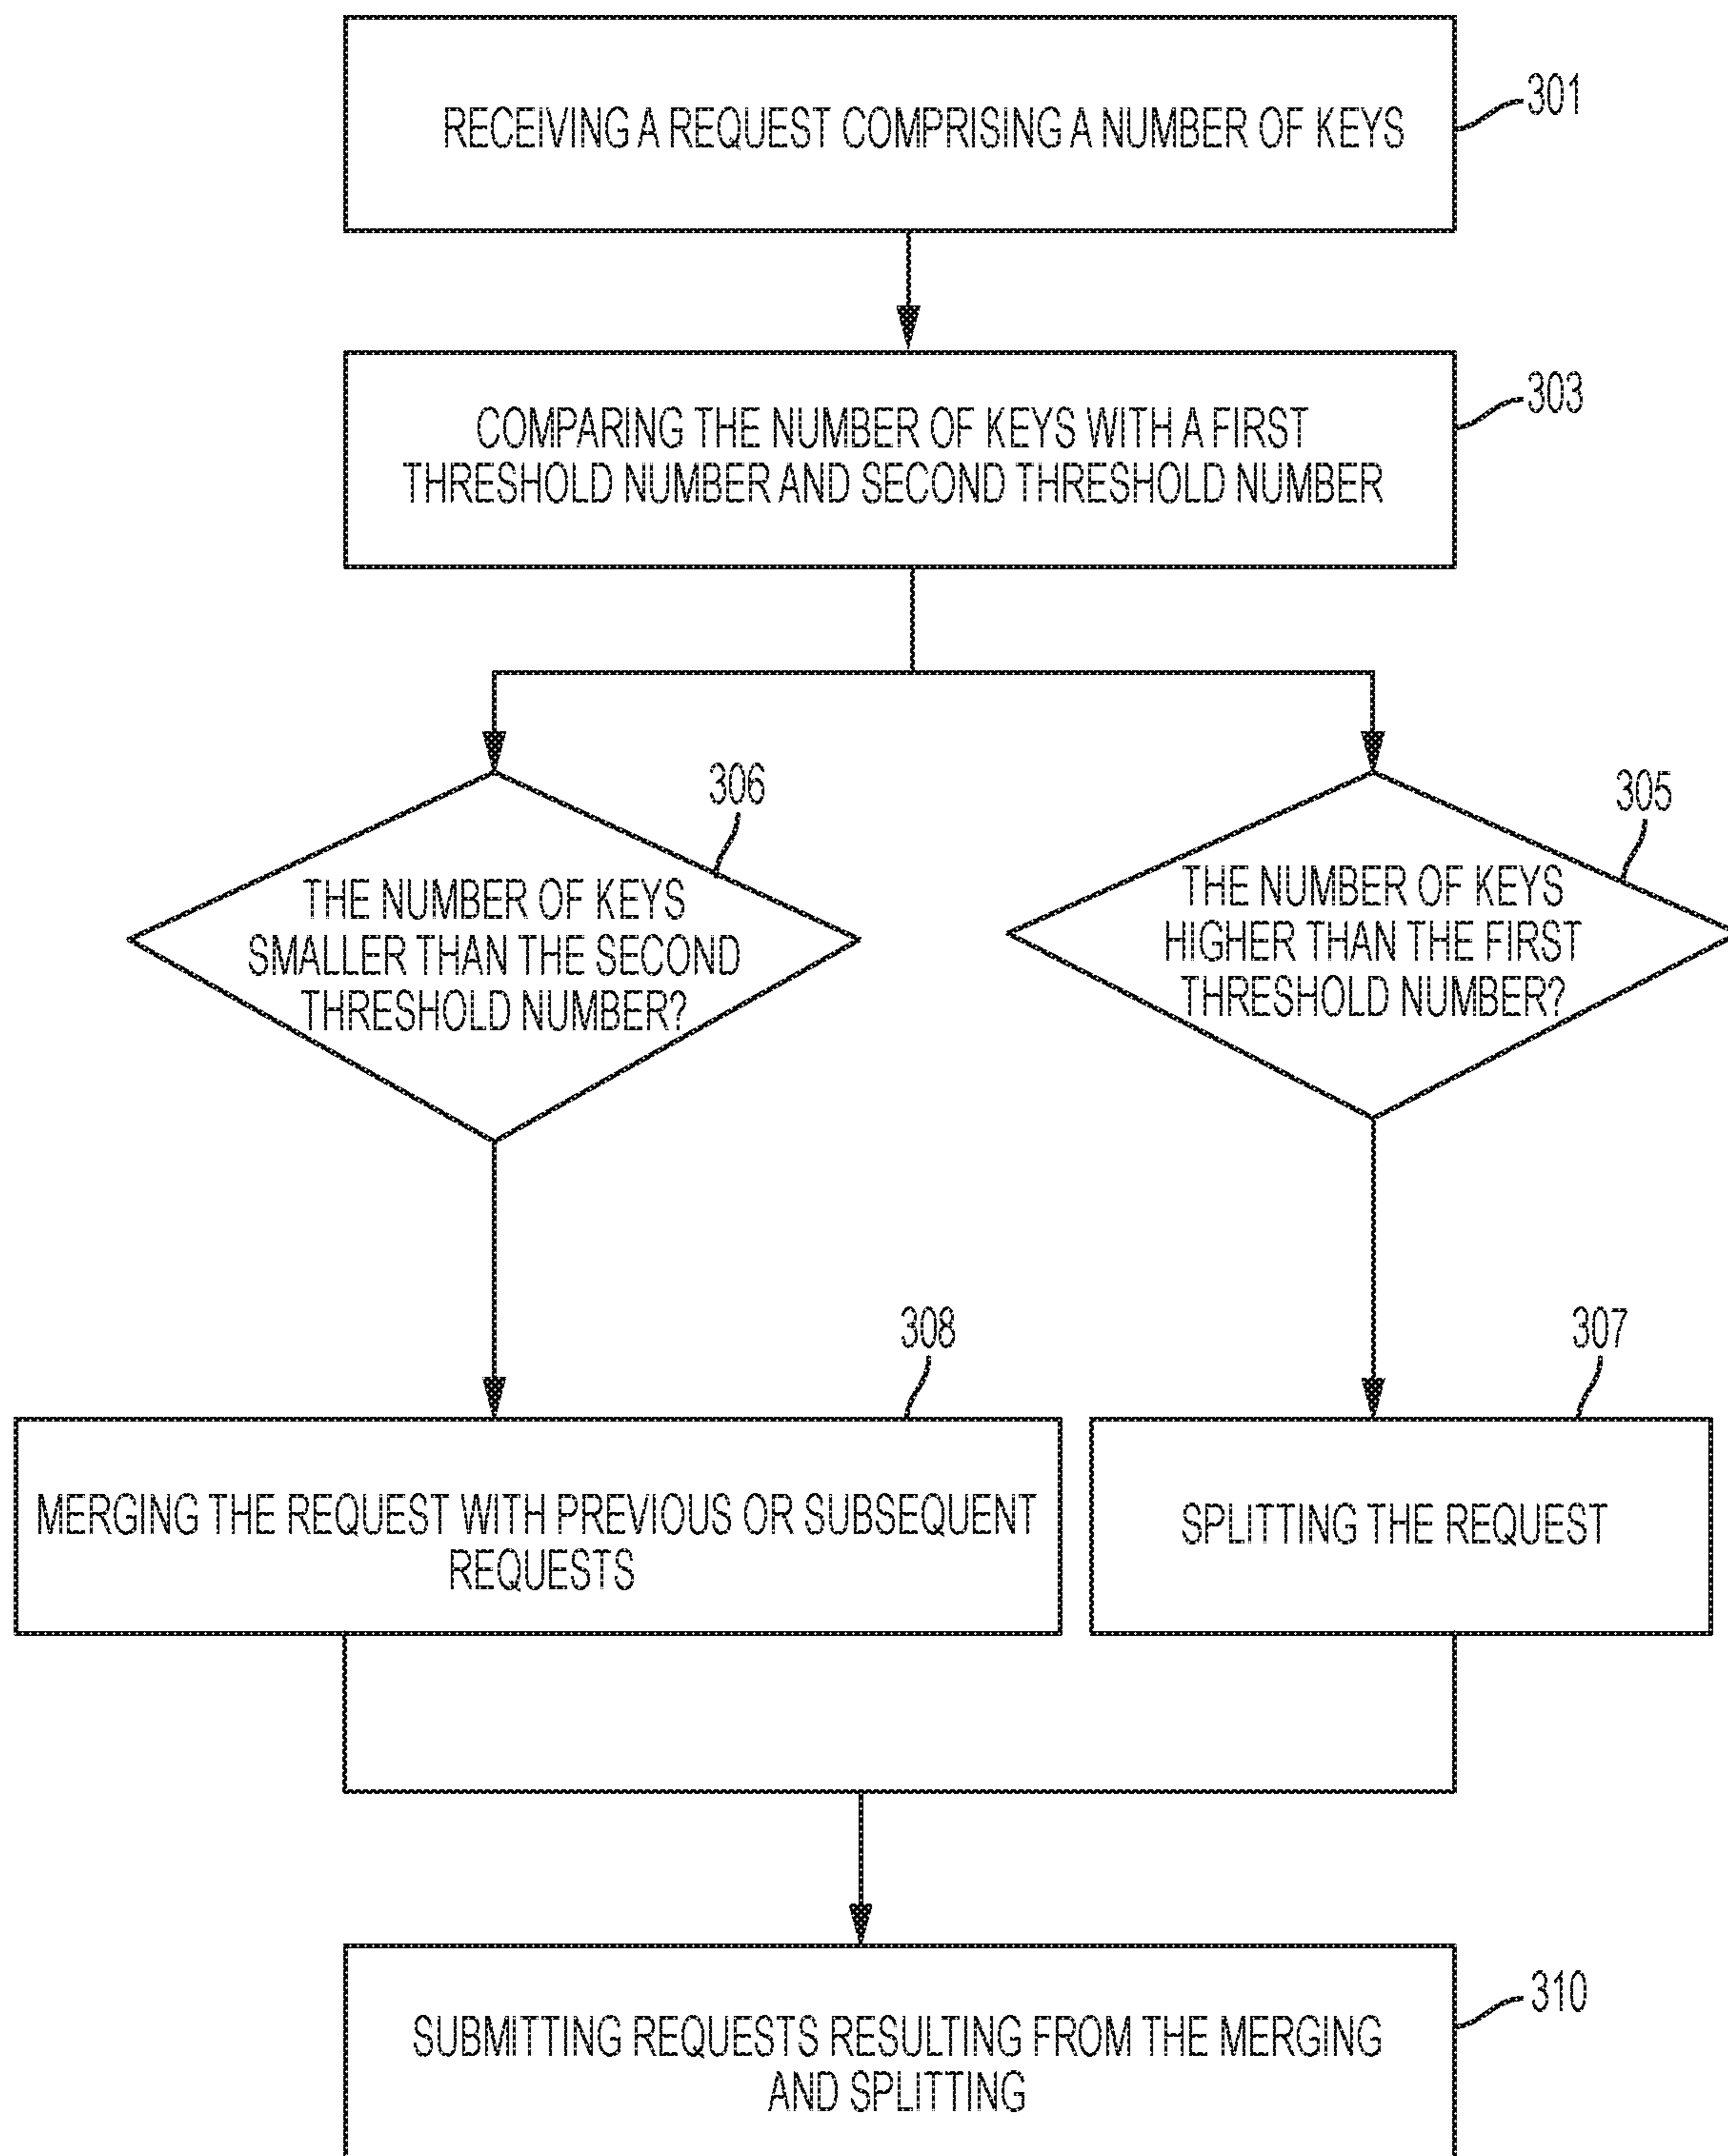 RECEIVING A REQUEST COMPRISING A NUMBER OF KEYS
301
COMPARING THE NUMBER OF KEYS WITH A FIRST
THRESHOLD NUMBER AND SECOND THRESHOLD NUMBER
303
306
THE NUMBER OF KEYS
SMALLER THAN THE SECOND
THRESHOLD NUMBER?
305
THE NUMBER OF KEYS
HIGHER THAN THE FIRST
THRESHOLD NUMBER?
308
MERGING THE REQUEST WITH PREVIOUS OR SUBSEQUENT
REQUESTS
307
SPLITTING THE REQUEST
SUBMITTING REQUESTS RESULTING FROM THE MERGING
AND SPLITTING
310